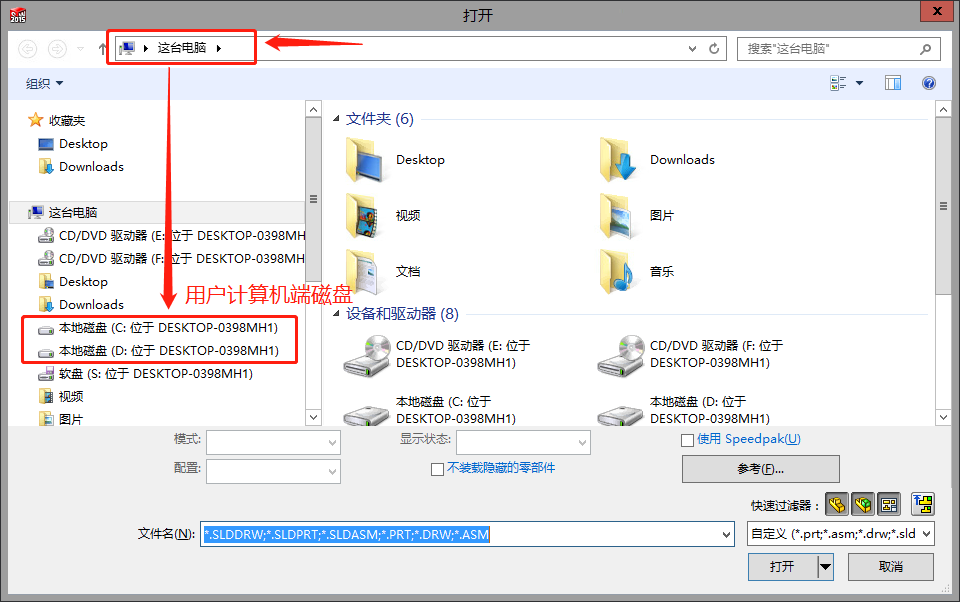 2015
打开
这台电脑
搜索"这台电脑"
组织
收藏夹
Desktop
Downloads
这台电脑
CD/DVD 驱动器 (E: 位于 DESKTOP-0398MH
CD/DVD 驱动器 (F: 位于 DESKTOP-0398MH
Desktop
Downloads
用户计算机端磁盘
本地磁盘 (C: 位于 DESKTOP-0398MH1)
本地磁盘 (D: 位于 DESKTOP-0398MH1)
软盘 (S: 位于 DESKTOP-0398MH1)
视频
图片
文件夹 (6)
Desktop
Downloads
视频
图片
文档
音乐
设备和驱动器 (8)
CD/DVD 驱动器 (E: 位于
DESKTOP-0398MH1)
CD/DVD 驱动器 (F: 位于
DESKTOP-0398MH1)
本地磁盘 (C: 位于
DESKTOP-0398MH1)
本地磁盘 (D: 位于
DESKTOP-0398MH1)
模式:
显示状态:
使用 Speedpak(U)
配置:
不装载隐藏的零部件
参考(F)...
快速过滤器：
文件名(N):
*.SLDDRW;*.SLDPRT;*.SLDASM;*.PRT;*.DRW;*.ASM
自定义 (*.prt;*.asm;*.drw;*.sld
打开
取消